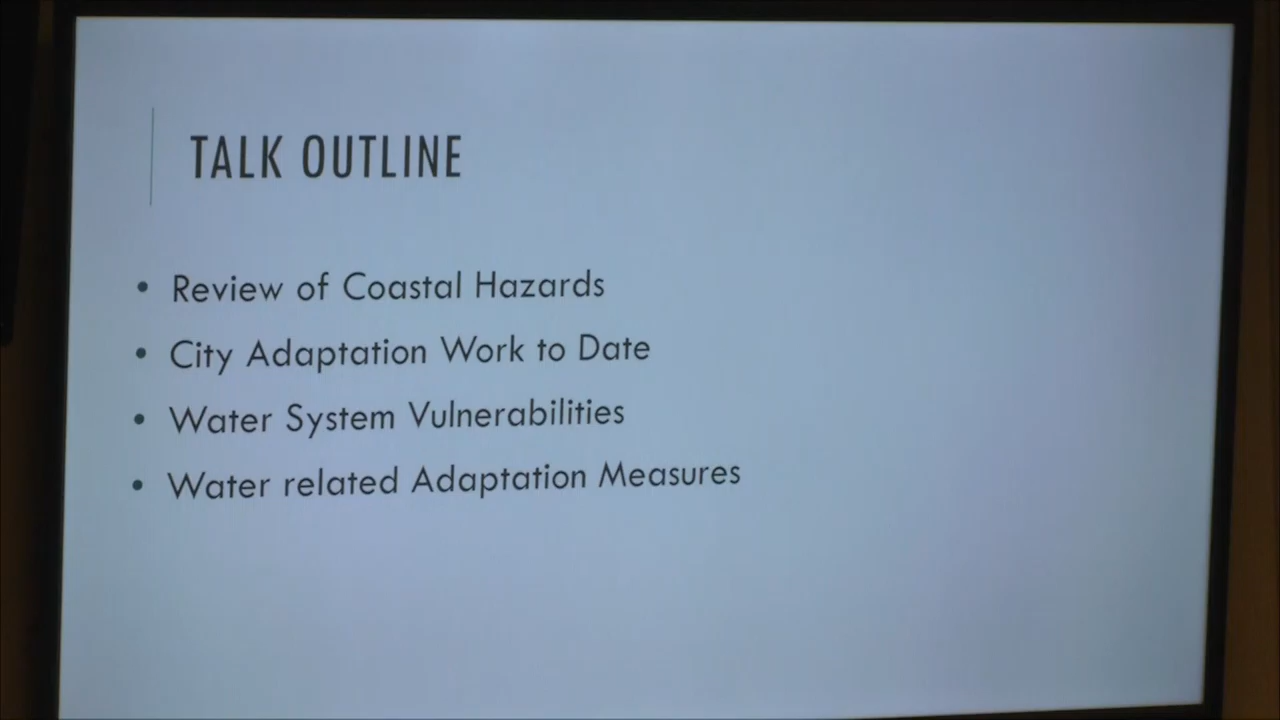 TALK OUTLINE
• Review of Coastal Hazards
• City Adaptation Work to Date
• Water System Vulnerabilities
• Water related Adaptation Measures